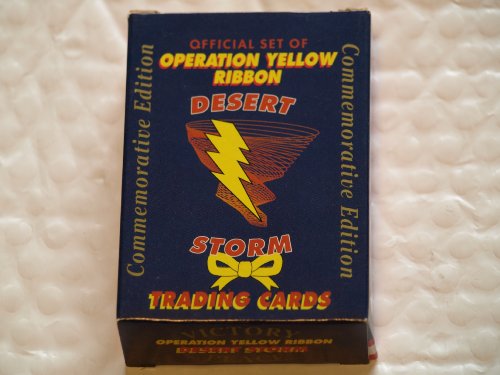 OFFICIAL SET OF
OPERATION YELLOW
RIBBON
Commemorative Edition
Commemorative Edition
DESERT
STORM
TRADING CARDS
VICTORY
OPERATION YELLOW RIBBON
DESERT STORM